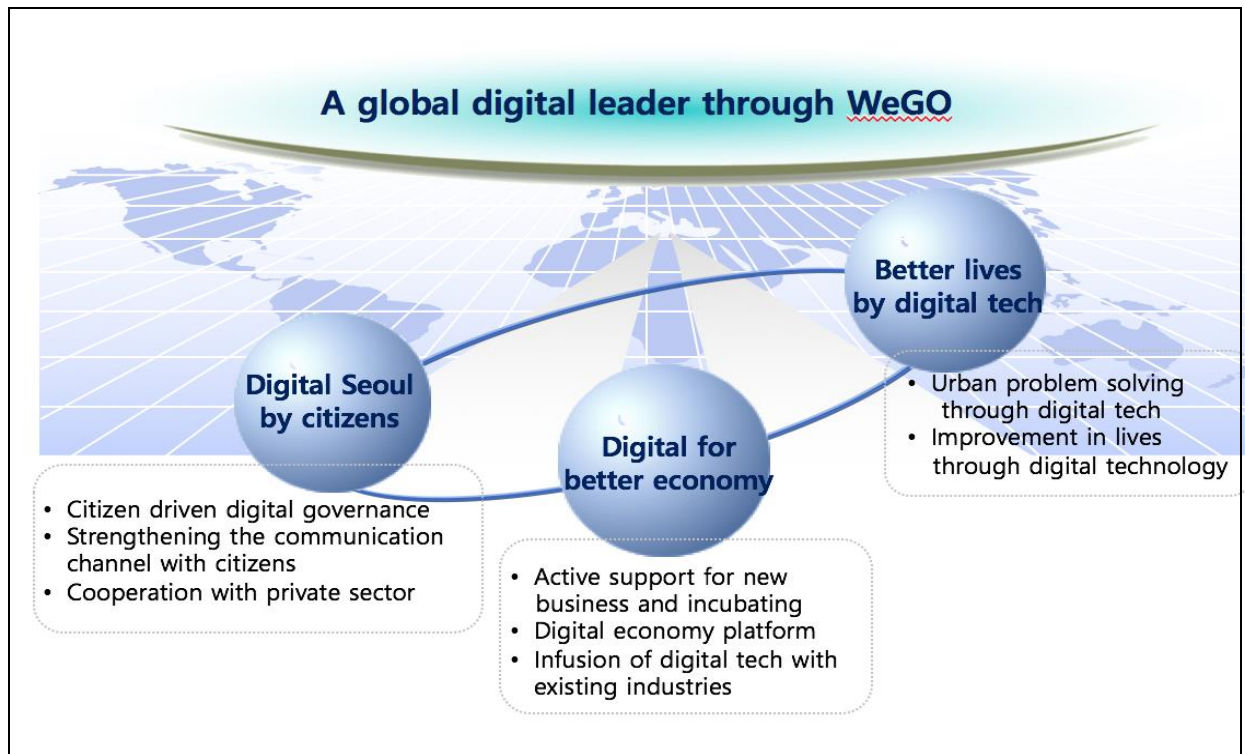 A global digital leader through WeGO
Digital Seoul
by citizens
• Citizen driven digital governance
• Strengthening the communication
channel with citizens
• Cooperation with private sector
Digital for
better economy
• Active support for new
business and incubating
• Digital economy platform
• Infusion of digital tech with
existing industries
Better lives
by digital tech
• Urban problem solving
through digital tech
• Improvement in lives
through digital technology